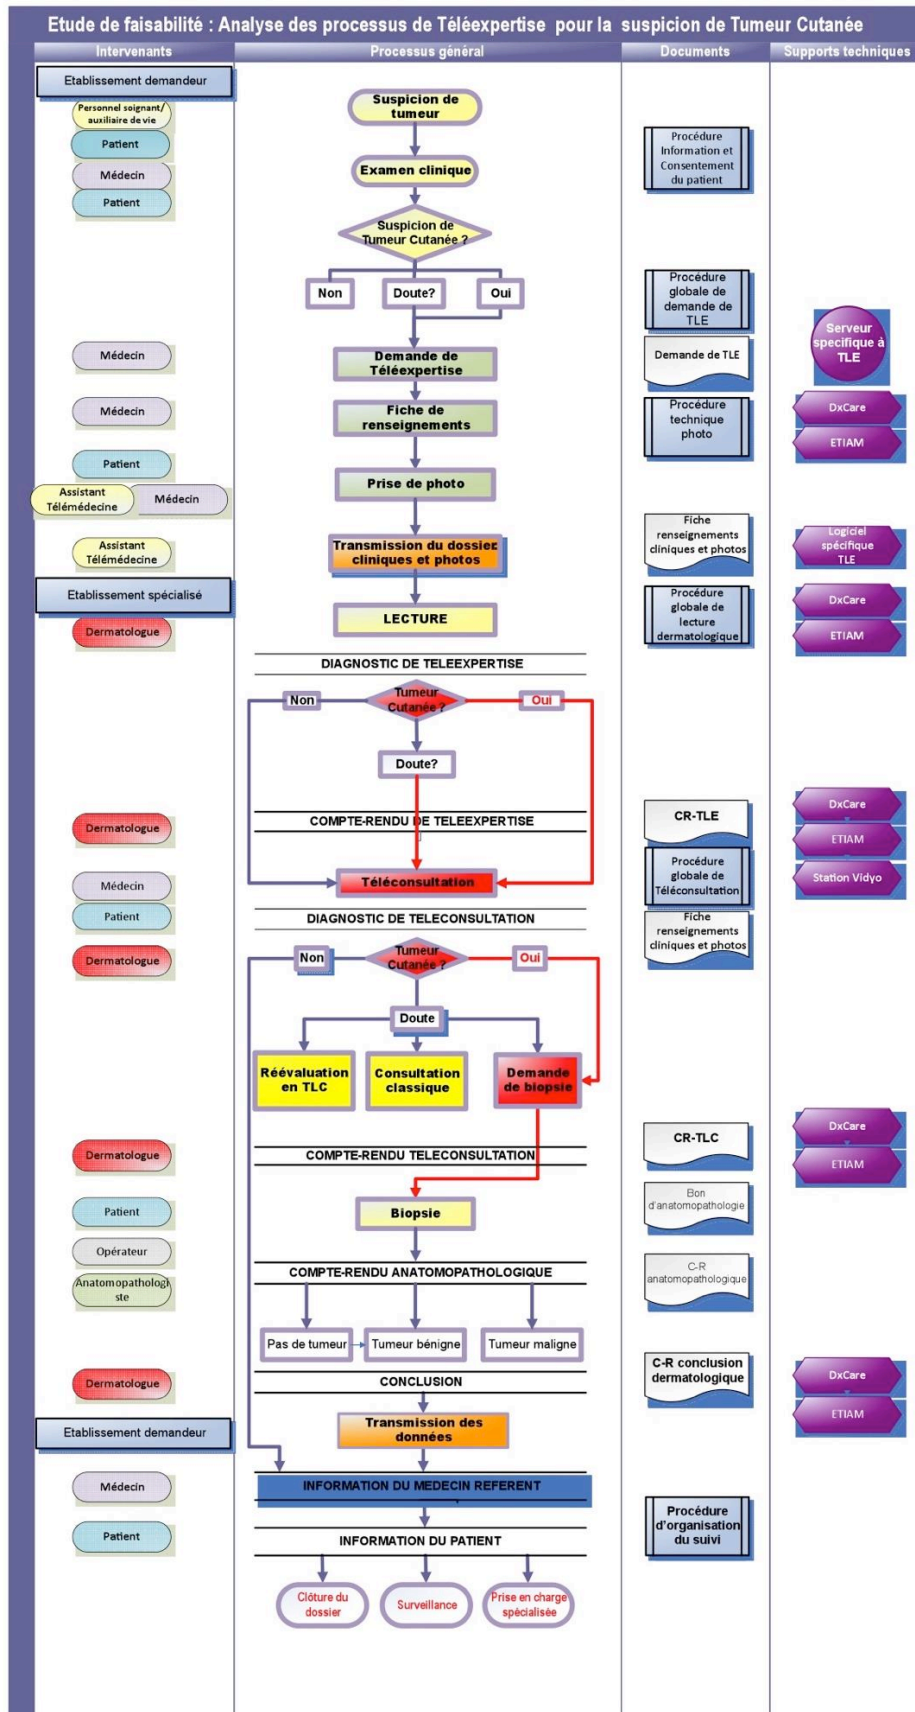 Etude de faisabilité : Analyse des processus de Téléexpertise pour la suspicion de Tumeur Cutanée
Intervenants
Processus général
Documents
Supports techniques
Etablissement demandeur
Personnel soignant/
auxiliaire de vie
Patient
Médecin
Patient
Suspicion de
tumeur
Examen clinique
Suspicion de
Tumeur Cutanée ?
Non
Doute?
Oui
Procédure
Information et
Consentement
du patient
Procédure
globale de
demande de
TLE
Serveur
specifique à
TLE
Médecin
Demande de
Téléexpertise
Demande de TLE
Médecin
Fiche de
renseignements
Procédure
technique
photo
DxCare
ETIAM
Patient
Assistant
Télémédecine
Médecin
Prise de photo
Assistant
Télémédecine
Transmission du dossier
cliniques et photos
Fiche
renseignements
cliniques et photos
Logiciel
spécifique
TLE
Etablissement spécialisé
Dermatologue
LECTURE
Procédure
globale de
lecture
dermatologique
DxCare
ETIAM
DIAGNOSTIC DE TELEEXPERTISE
Non
Tumeur
Cutanée ?
Oui
Doute?
Dermatologue
COMPTE-RENDU DE TELEEXPERTISE
CR-TLE
DxCare
ETIAM
Station Vidyo
Médecin
Téléconsultation
Procédure
globale de
Téléconsultation
Patient
DIAGNOSTIC DE TELECONSULTATION
Fiche
renseignements
cliniques et photos
Dermatologue
Non
Tumeur
Cutanée ?
Oui
Doute
Réévaluation
en TLC
Consultation
classique
Demande
de biopsie
Dermatologue
COMPTE-RENDU TELECONSULTATION
CR-TLC
DxCare
ETIAM
Patient
Biopsie
Bon
d'anatomopathologie
Opérateur
Anatomopathologi
ste
COMPTE-RENDU ANATOMOPATHOLOGIQUE
C-R
anatomopathologique
Pas de tumeur
Tumeur bénigne
Tumeur maligne
Dermatologue
CONCLUSION
C-R conclusion
dermatologique
DxCare
ETIAM
Etablissement demandeur
Transmission des
données
Médecin
INFORMATION DU MEDECIN REFERENT
Patient
INFORMATION DU PATIENT
Procédure
d'organisation
du suivi
Clôture du
dossier
Surveillance
Prise en charge
spécialisée